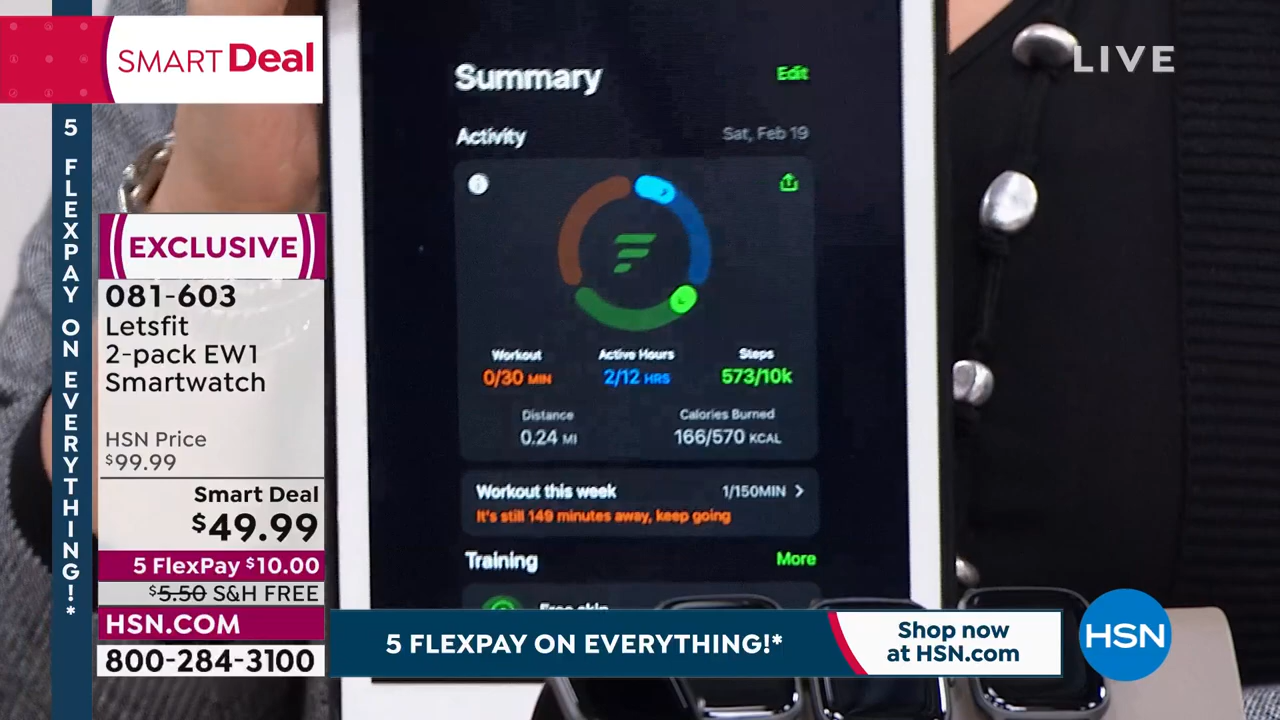 SMART Deal
LIVE
5 FLEXPAY ON EVERYTHING!*
EXCLUSIVE
081-603
Letsfit
2-pack EW1
Smartwatch
HSN Price
$99.99
Smart Deal
$49.99
5 FlexPay $10.00
$5.50 S&H FREE
HSN.COM
800-284-3100
Summary
Edit
Activity
Sat, Feb 19
Workout
Active Hours
Steps
0/30 MIN
2/12 HRS
573/10k
Distance
Calories Burned
0.24 MI
166/570 KCAL
Workout this week
1/150MIN >
It's still 149 minutes away, keep going
Training
More
Free skip
5 FLEXPAY ON EVERYTHING!*
Shop now
at HSN.com
HSN